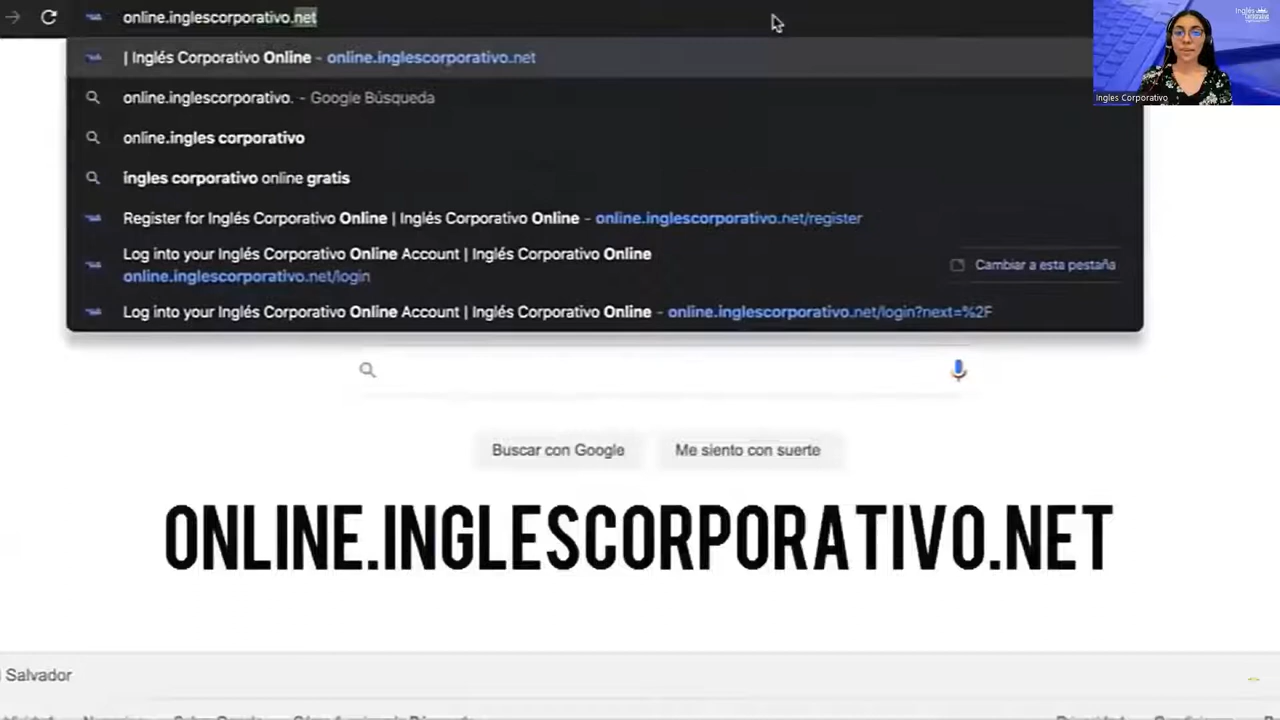 online.inglescorporativo.net
Inglés
| Inglés Corporativo Online - online.inglescorporativo.net
Ingles Corporativo
online.inglescorporativo. - Google Búsqueda
online.ingles corporativo
ingles corporativo online gratis
Register for Inglés Corporativo Online | Inglés Corporativo Online - online.inglescorporativo.net/register
Log into your Inglés Corporativo Online Account | Inglés Corporativo Online
online.inglescorporativo.net/login
Cambiar a esta pestaña
Log into your Inglés Corporativo Online Account | Inglés Corporativo Online - online.inglescorporativo.net/login?next=%2F
Buscar con Google
Me siento con suerte
ONLINE.INGLESCORPORATIVO.NET
Salvador